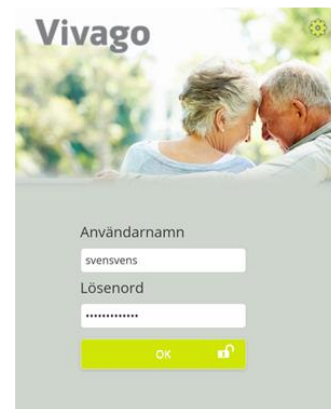 Vivago
Användarnamn
svensvens
Lösenord
•••••••••••••
OK